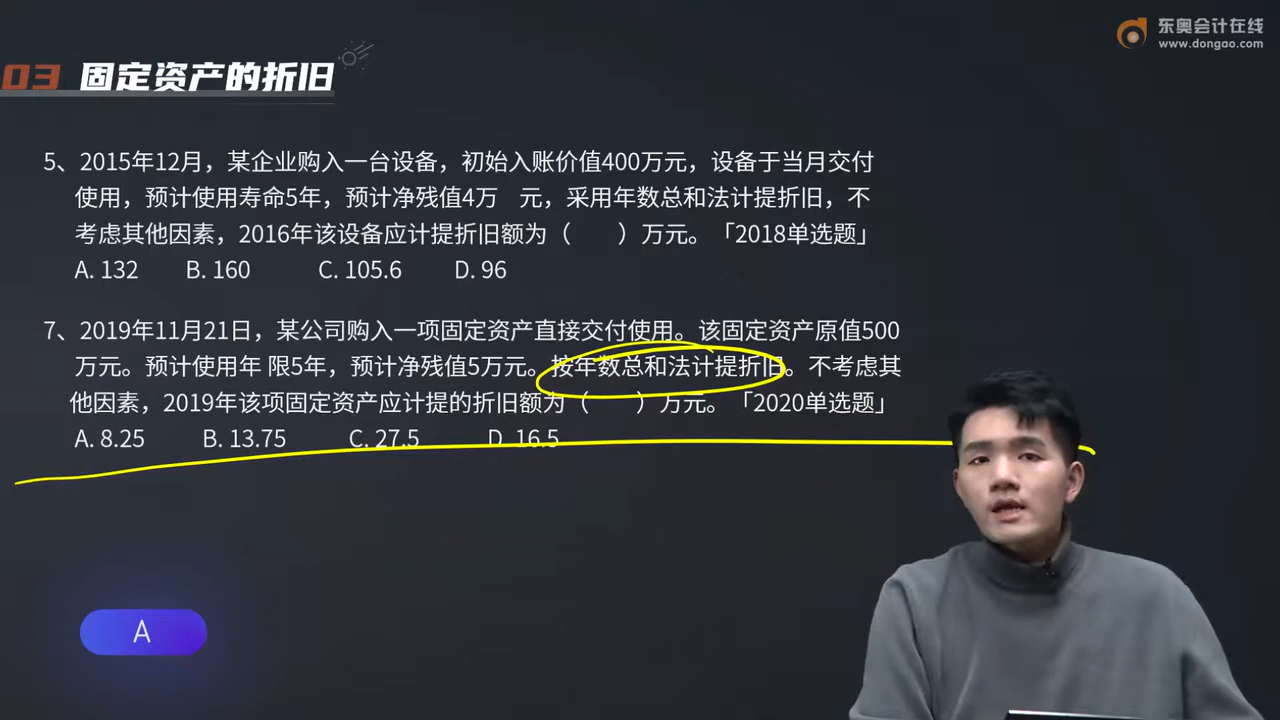 东奥会计在线
www.dongao.com
03 固定资产的折旧
5、2015年12月，某企业购入一台设备，初始入账价值400万元，设备于当月交付
使用，预计使用寿命5年，预计净残值4万 元，采用年数总和法计提折旧，不
考虑其他因素，2016年该设备应计提折旧额为（ ）万元。「2018单选题」
A. 132 B. 160 C. 105.6 D. 96
7、2019年11月21日，某公司购入一项固定资产直接交付使用。该固定资产原值500
万元。预计使用年 限5年，预计净残值5万元。按年数总和法计提折旧。不考虑其
他因素，2019年该项固定资产应计提的折旧额为（ ）万元。「2020单选题」
A. 8.25 B. 13.75 C. 27.5 D. 16.5
A